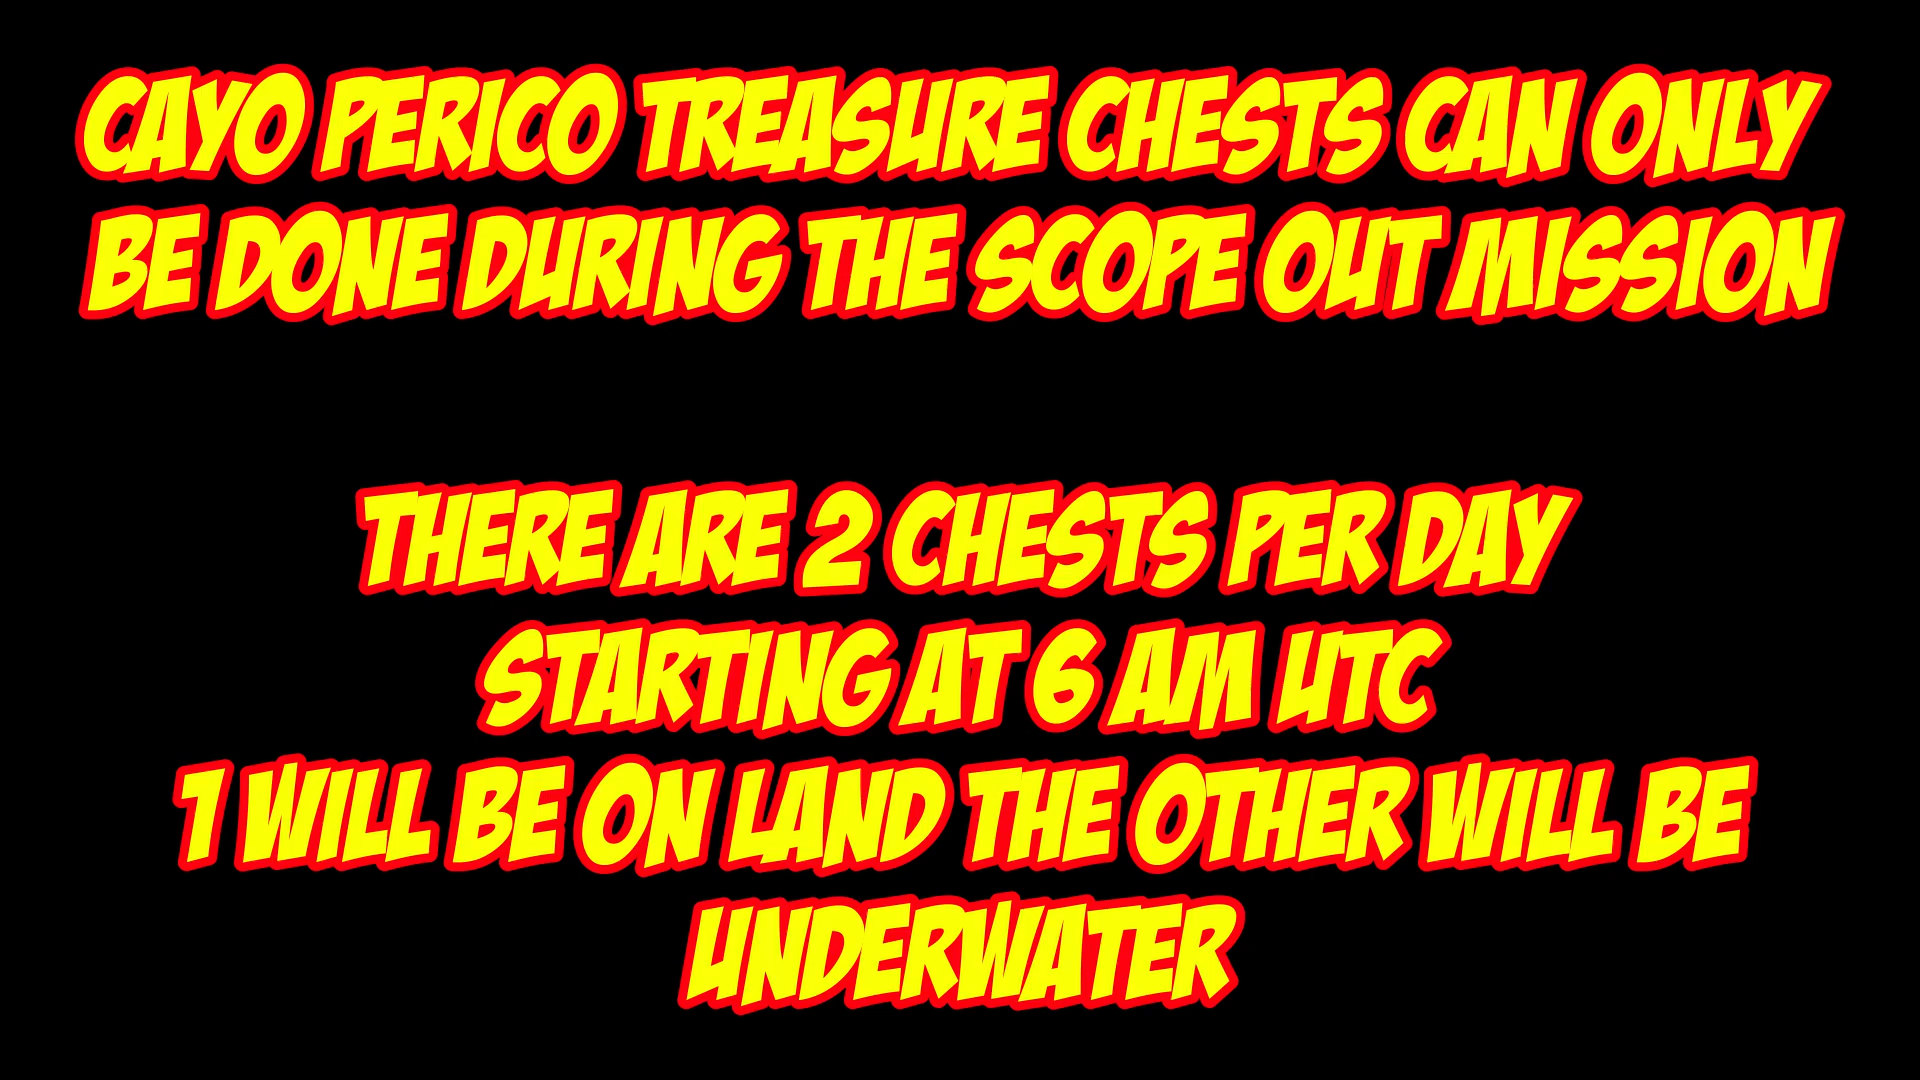 CAYO PERICO TREASURE CHESTS CAN ONLY
BE DONE DURING THE SCOPE OUT MISSION
THERE ARE 2 CHESTS PER DAY
STARTING AT 6 AM UTC
1 WILL BE ON LAND THE OTHER WILL BE
UNDERWATER